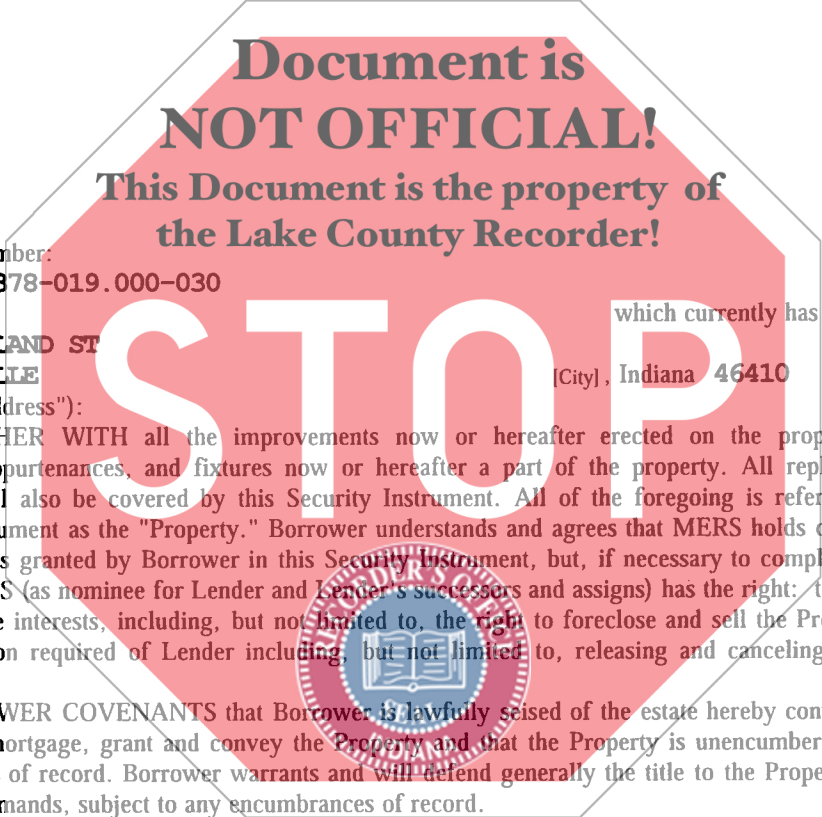 Document is
NOT OFFICIAL!
This Document is the property of
the Lake County Recorder!
mber:
378-019.000-030
STOP
which currently has
LAND ST
LLE
[City] , Indiana 46410
dress"):
HER WITH all the improvements now or hereafter erected on the prop
ppurtenances, and fixtures now or hereafter a part of the property. All repl
l also be covered by this Security Instrument. All of the foregoing is refer
ument as the "Property." Borrower understands and agrees that MERS holds
s granted by Borrower in this Security Instrument, but, if necessary to compl
S (as nominee for Lender and Lender's successors and assigns) has the right: t
e interests, including, but not limited to, the right to foreclose and sell the Pr
on required of Lender including, but not limited to, releasing and canceling
RECORDER'S OFFICE
SEAL
INDIANA
WER COVENANTS that Borrower is lawfully seised of the estate hereby con
ortgage, grant and convey the Property and that the Property is unencumber
of record. Borrower warrants and will defend generally the title to the Prope
mands, subject to any encumbrances of record.